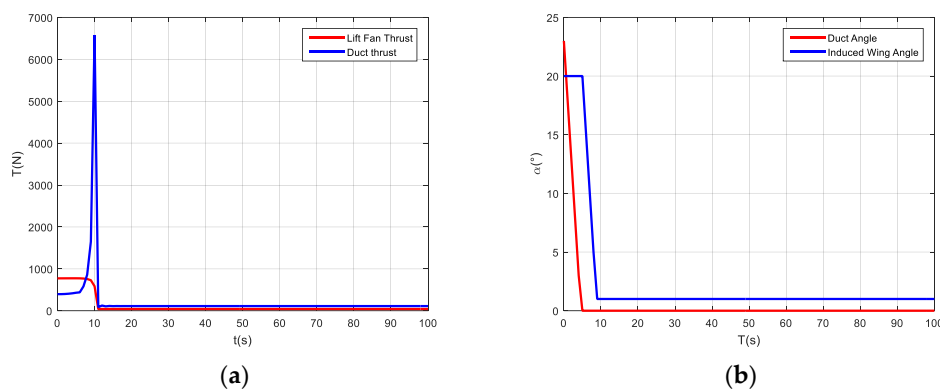 7000
6000
5000
4000
3000
2000
1000
0
T(N)
Lift Fan Thrust
Duct thrust
0 10 20 30 40 50 60 70 80 90 100
t(s)
(a)
25
20
15
10
5
0
α(°)
Duct Angle
Induced Wing Angle
0 10 20 30 40 50 60 70 80 90 100
T(s)
(b)